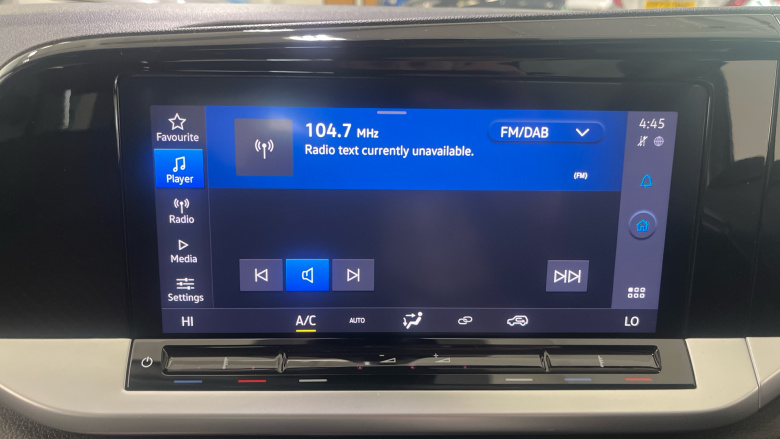 Favourite
Player
Radio
Media
Settings
104.7 MHz
Radio text currently unavailable.
FM/DAB
(FM)
4:45
HI
A/C
AUTO
LO